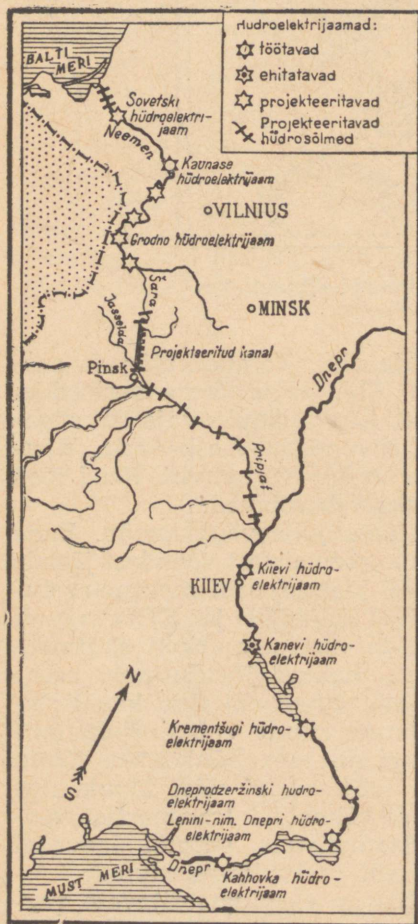 Hüdroelektrijaamad:
töötavad
ehitatavad
projekteeritavad
Projekteeritavad
hüdrosõlmed
BALTI
MERI
Sovetski
hüdroelektri-
jaam
Neemen
Kaunase
hüdroelektrijaam
VILNIUS
Grodno hüdroelektrijaam
Štšara
Jasselda
MINSK
Projekteeritud kanal
Pinsk
Dnepr
Pripjat
Kiievi hüdro-
elektrijaam
KIIEV
Kanevi hüdro-
elektrijaam
N
S
Krementšugi hüdro-
elektrijaam
Dneprodzeržinski hudro-
elektrijaam
Lenini-nim. Dnepri hüdro-
elektrijaam
Dnepr
MUST MERI
Kahhovka hüdro-
elektrijaam